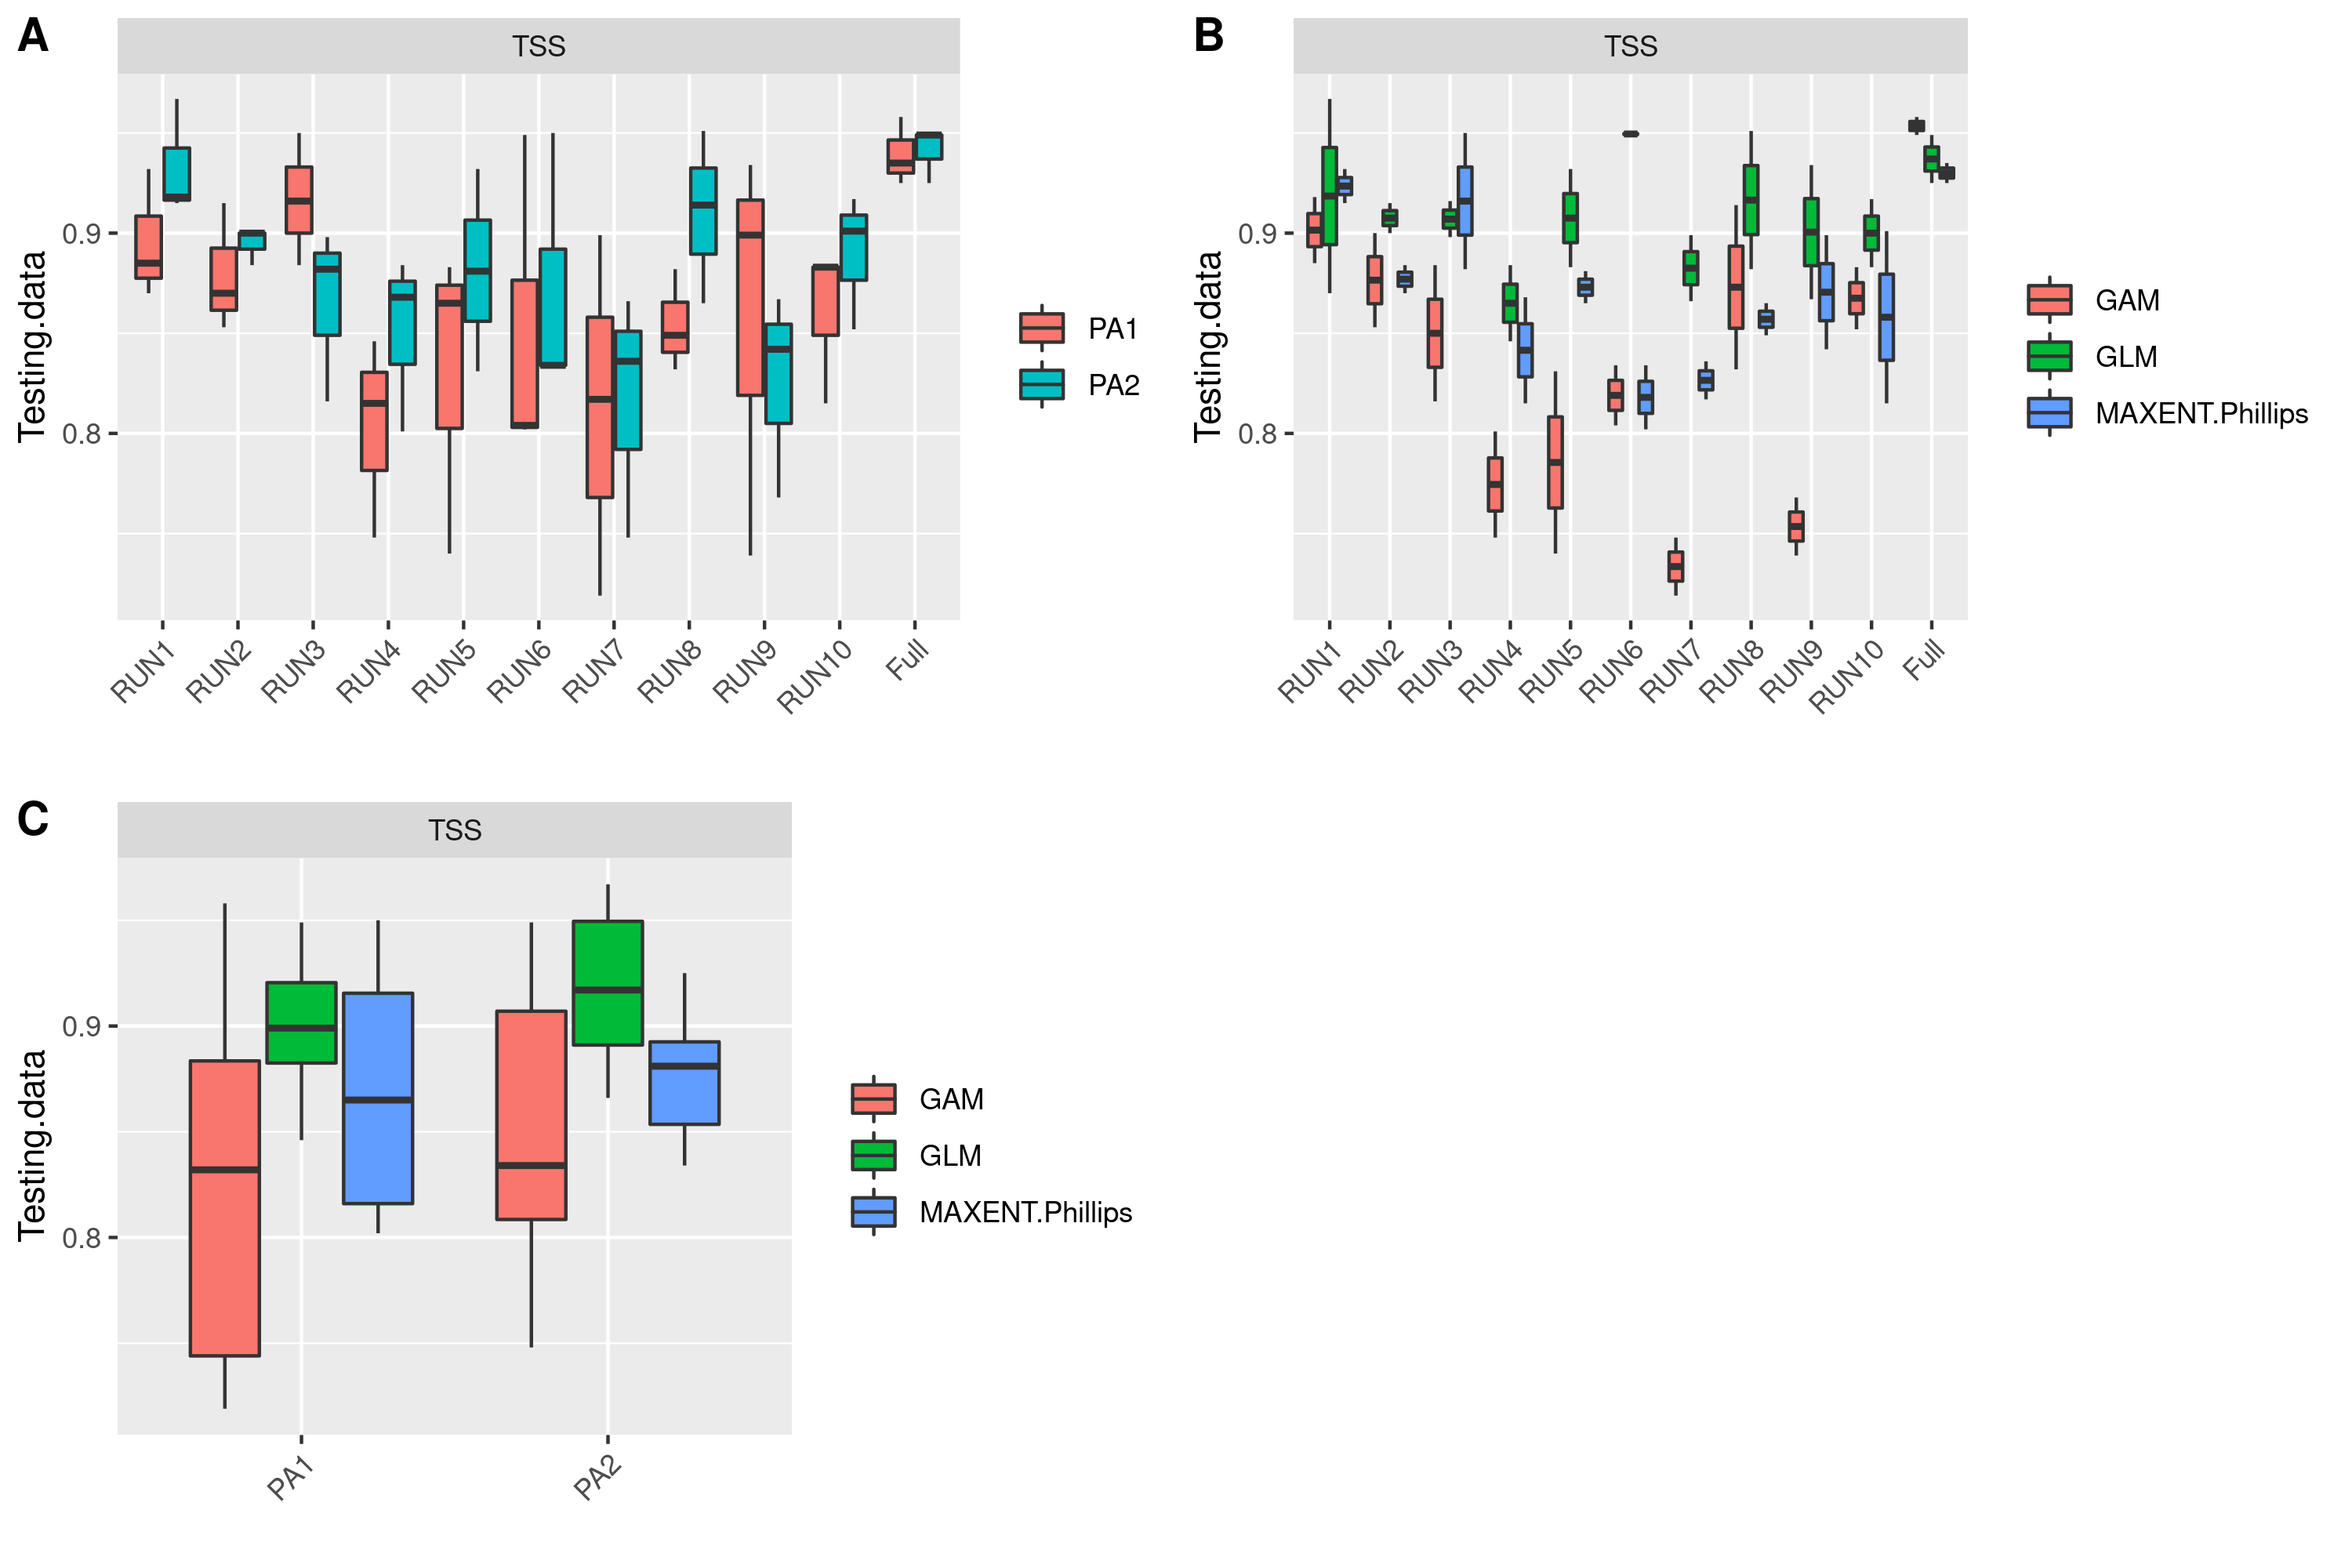 A
TSS
Testing.data
0.9
0.8
RUN1
RUN2
RUN3
RUN4
RUN5
RUN6
RUN7
RUN8
RUN9
RUN10
Full
PA1
PA2
B
TSS
Testing.data
0.9
0.8
RUN1
RUN2
RUN3
RUN4
RUN5
RUN6
RUN7
RUN8
RUN9
RUN10
Full
GAM
GLM
MAXENT.Phillips
C
TSS
Testing.data
0.9
0.8
PA1
PA2
GAM
GLM
MAXENT.Phillips